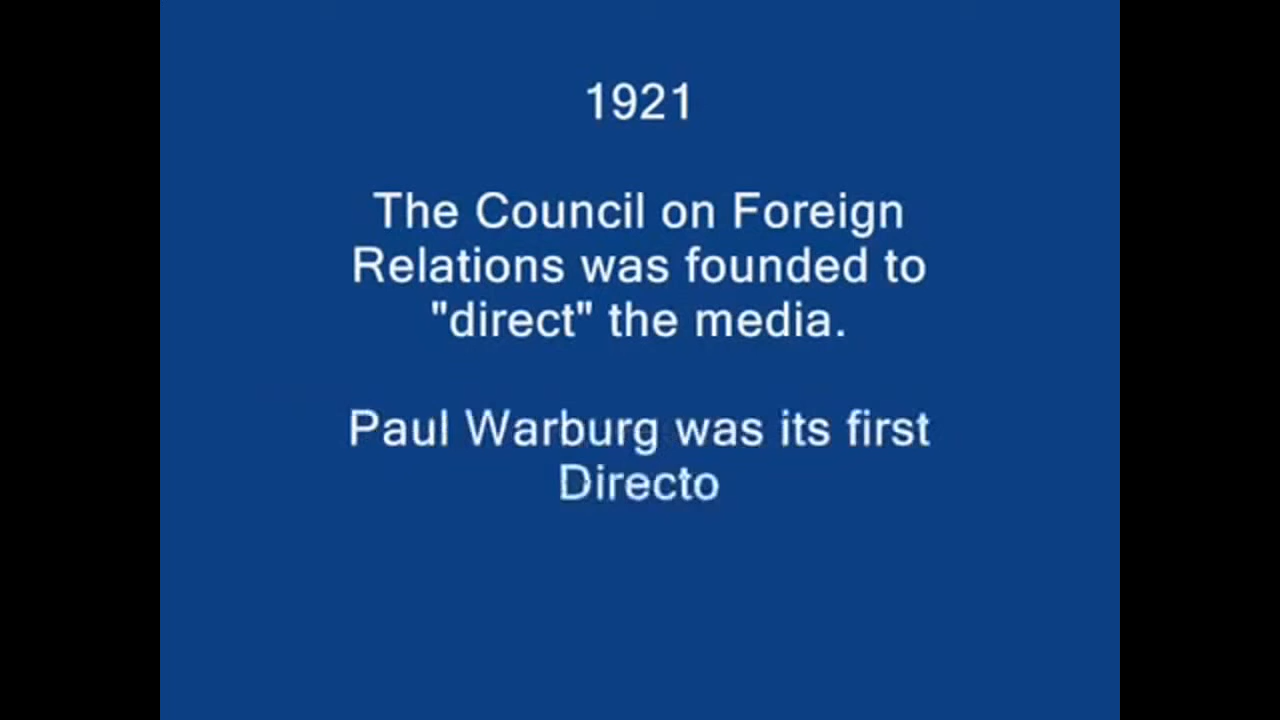 1921
The Council on Foreign
Relations was founded to
"direct" the media.
Paul Warburg was its first
Directo